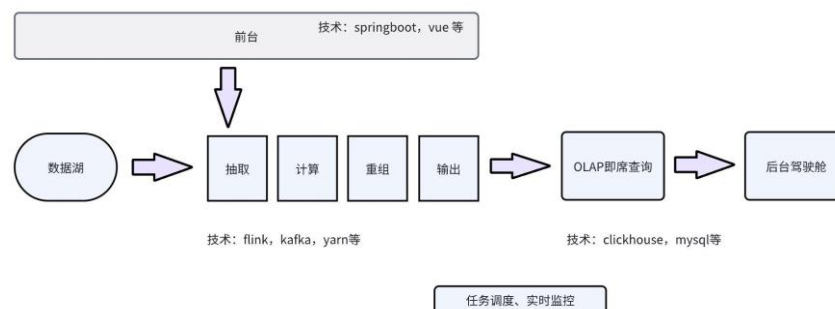 技术：springboot，vue 等
前台
数据湖
抽取
计算
重组
输出
OLAP即席查询
后台驾驶舱
技术：flink，kafka，yarn等
技术：clickhouse，mysql等
任务调度、实时监控